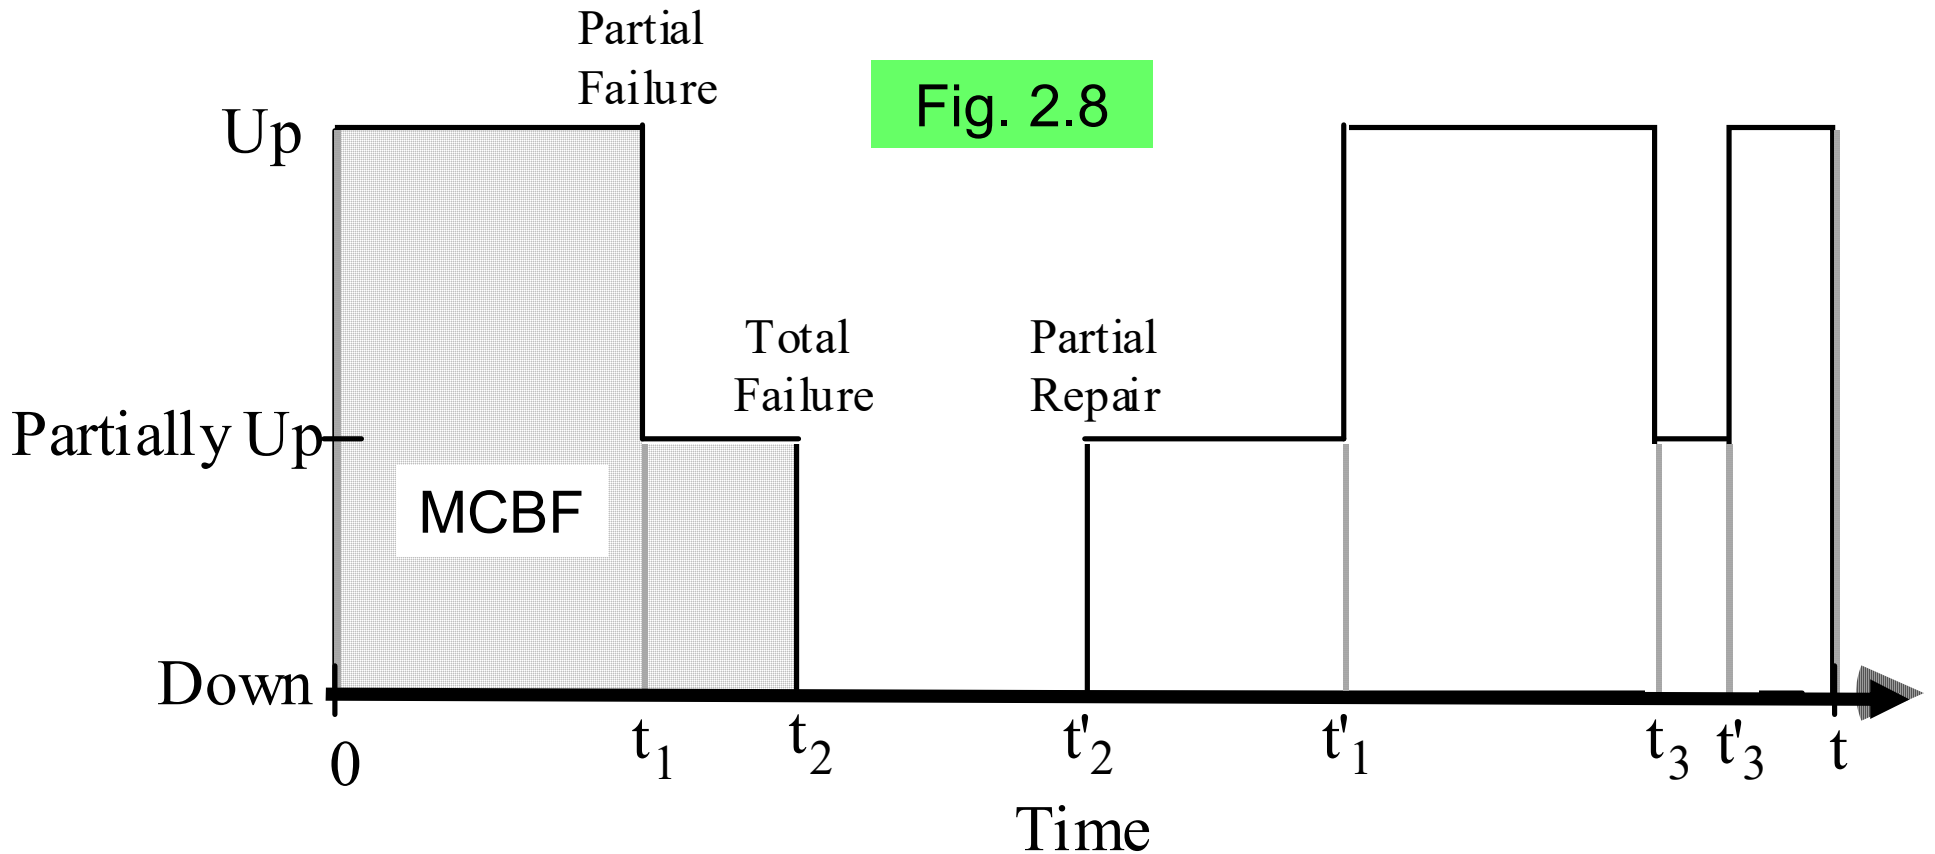 Partial
Failure
Fig. 2.8
Up
Total
Failure
Partial
Repair
Partially Up
MCBF
Down
0
t1
t2
t'2
t'1
t3
t'3
t
Time